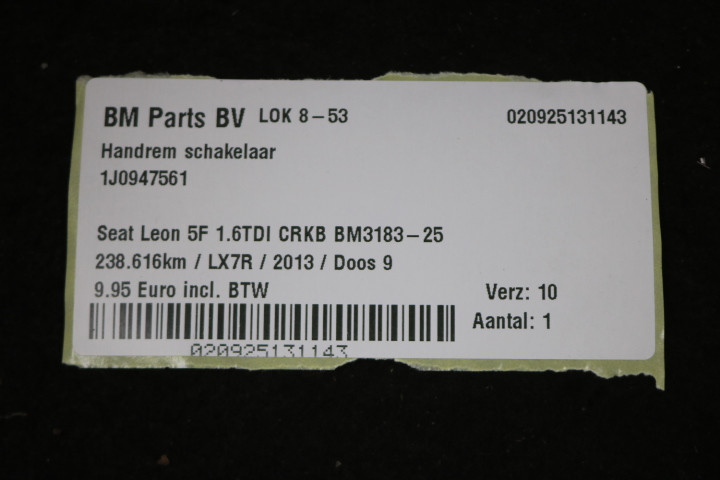 BM Parts BV LOK 8-53 020925131143
Handrem schakelaar
1J0947561
Seat Leon 5F 1.6TDI CRKB BM3183-25
238.616km / LX7R / 2013 / Doos 9
9.95 Euro incl. BTW Verz: 10
Aantal: 1
020925131143